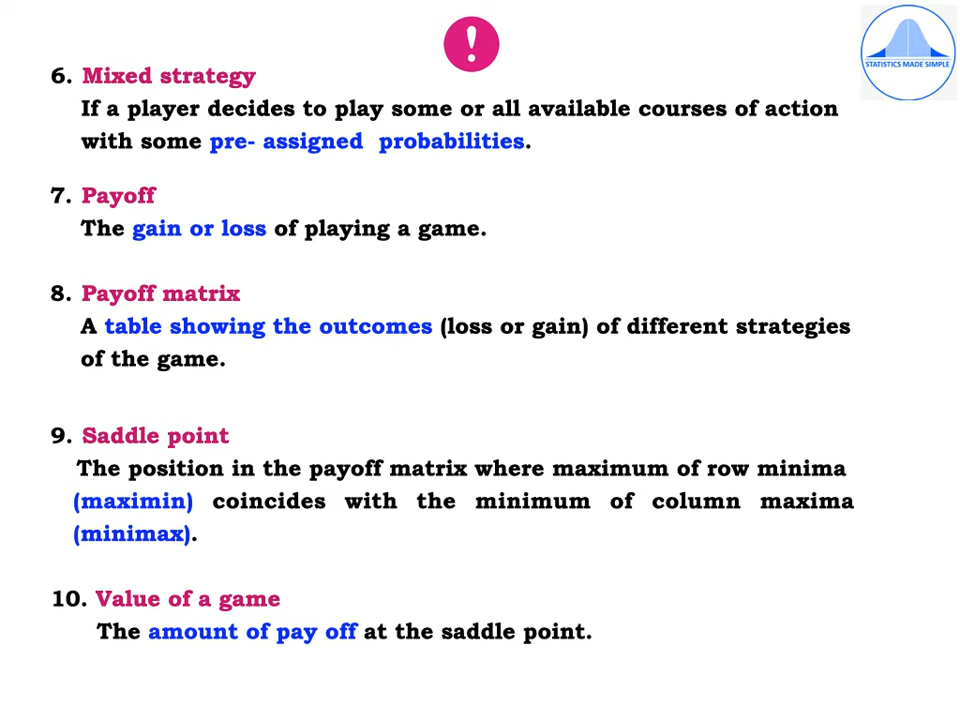 !
STATISTICS MADE SIMPLE
6. Mixed strategy
If a player decides to play some or all available courses of action
with some pre- assigned probabilities.
7. Payoff
The gain or loss of playing a game.
8. Payoff matrix
A table showing the outcomes (loss or gain) of different strategies
of the game.
9. Saddle point
The position in the payoff matrix where maximum of row minima
(maximin) coincides with the minimum of column maxima
(minimax).
10. Value of a game
The amount of pay off at the saddle point.